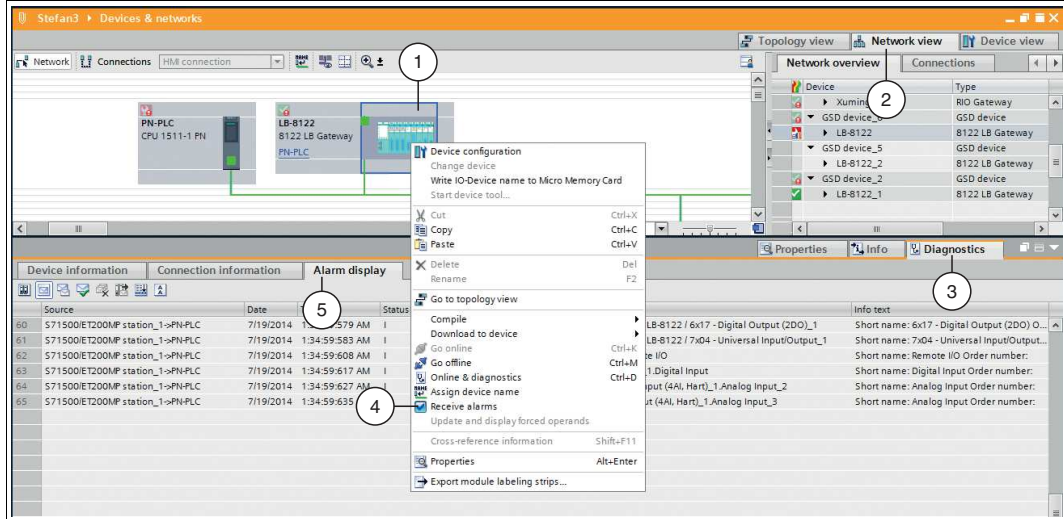 Stefan3 ▸ Devices & networks
Topology view Network view Device view
Network Connections HMI connection
Network overview Connections
1
2
Device Type
RIO Gateway
GSD device
LB-8122 8122 LB Gateway
GSD device_5 GSD device
LB-8122_2 8122 LB Gateway
GSD device_2 GSD device
LB-8122_1 8122 LB Gateway
PN-PLC
CPU 1511-1 PN
LB-8122
8122 LB Gateway
PN-PLC
Device configuration
Change device
Write IO-Device name to Micro Memory Card
Start device tool...
Cut Ctrl+X
Copy Ctrl+C
Paste Ctrl+V
Delete Del
Rename F2
Go to topology view
Compile
Download to device
Go online Ctrl+K
Go offline Ctrl+M
Online & diagnostics Ctrl+D
Assign device name
Receive alarms
Update and display forced operands
Cross-reference information Shift+F11
Properties Alt+Enter
Export module labeling strips...
Properties Info Diagnostics
3
4
5
Device information Connection information Alarm display
Source Date Status Info text
60 S71500/ET200MP station_1->PN-PLC 7/19/2014 :579 AM I LB-8122 / 6x17 - Digital Output (2DO)_1 Short name: 6x17 - Digital Output (2DO) O...
61 S71500/ET200MP station_1->PN-PLC 7/19/2014 1:34:59:583 AM I LB-8122 / 7x04 - Universal Input/Output_1 Short name: 7x04 - Universal Input/Output...
62 S71500/ET200MP station_1->PN-PLC 7/19/2014 1:34:59:608 AM I I/O Short name: Remote I/O Order number:
63 S71500/ET200MP station_1->PN-PLC 7/19/2014 1:34:59:617 AM I _1.Digital Input Short name: Digital Input Order number:
64 S71500/ET200MP station_1->PN-PLC 7/19/2014 1:34:59:627 AM (4AI, Hart)_1.Analog Input_2 Short name: Analog Input Order number:
65 S71500/ET200MP station_1->PN-PLC 7/19/2014 1:34:59:635 (4AI, Hart)_1.Analog Input_3 Short name: Analog Input Order number: